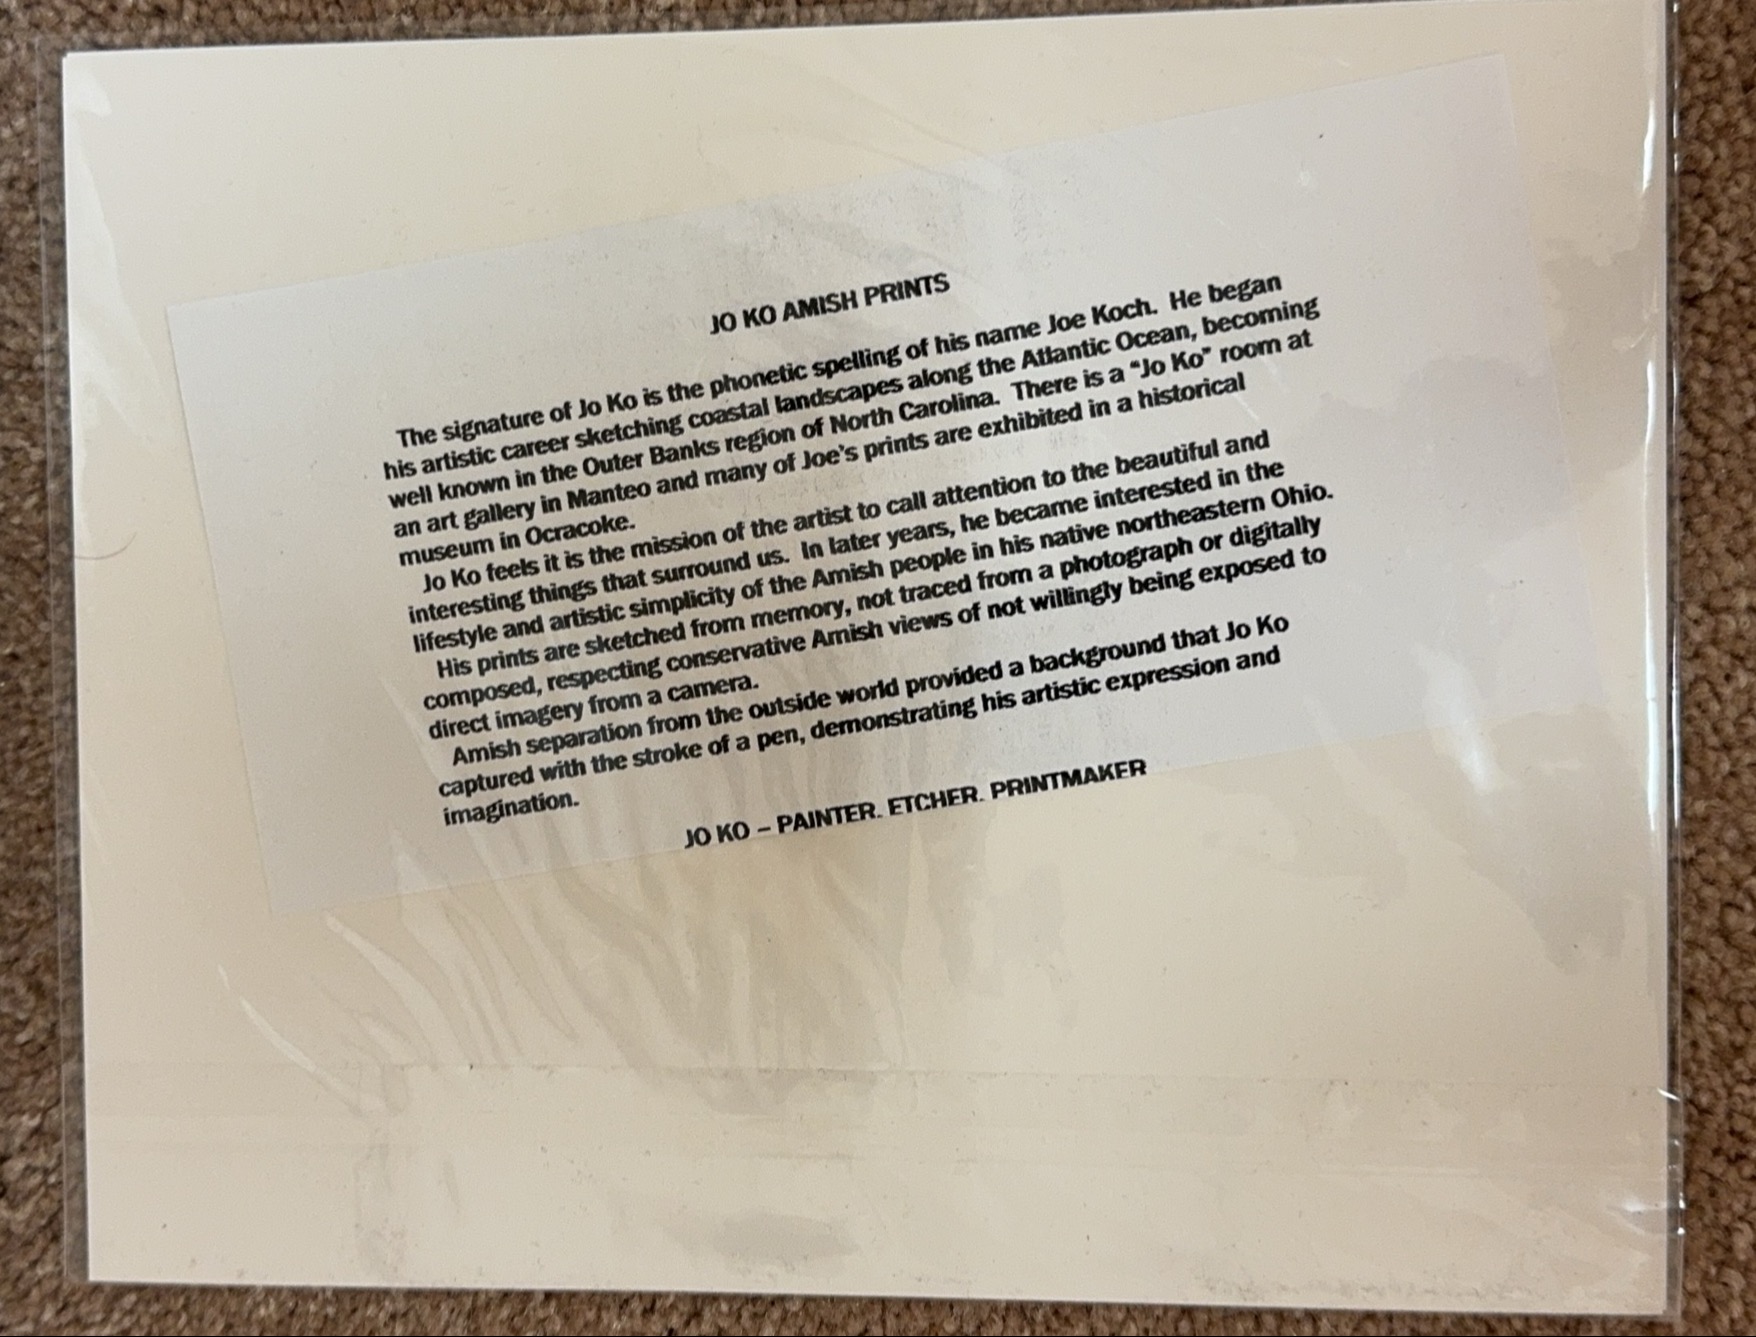 JO KO AMISH PRINTS
The signature of Jo Ko is the phonetic spelling of his name Joe Koch. He began
his artistic career sketching coastal landscapes along the Atlantic Ocean, becoming
well known in the Outer Banks region of North Carolina. There is a “Jo Ko” room at
an art gallery in Manteo and many of Joe’s prints are exhibited in a historical
museum in Ocracoke.
Jo Ko feels it is the mission of the artist to call attention to the beautiful and
interesting things that surround us. In later years, he became interested in the
lifestyle and artistic simplicity of the Amish people in his native northeastern Ohio.
His prints are sketched from memory, not traced from a photograph or digitally
composed, respecting conservative Amish views of not willingly being exposed to
direct imagery from a camera.
Amish separation from the outside world provided a background that Jo Ko
captured with the stroke of a pen, demonstrating his artistic expression and
imagination.
JO KO – PAINTER. ETCHER. PRINTMAKER